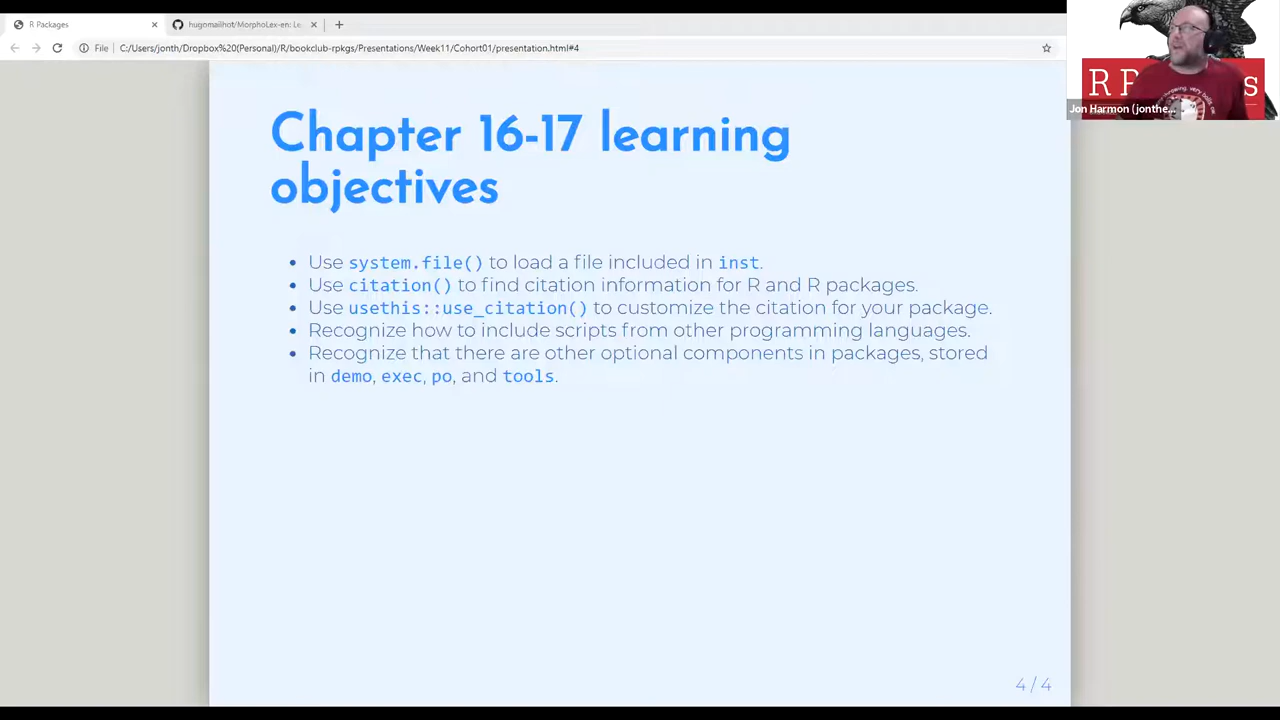 R Packages
hugomailhot/MorphoLex-en: Le
File
C:/Users/jonth/Dropbox%20(Personal)/R/bookclub-rpkgs/Presentations/Week11/Cohort01/presentation.html#4
Jon Harmon (jonthe...
Chapter 16-17 learning
objectives
• Use system.file() to load a file included in inst.
• Use citation() to find citation information for R and R packages.
• Use usethis::use_citation() to customize the citation for your package.
• Recognize how to include scripts from other programming languages.
• Recognize that there are other optional components in packages, stored
in demo, exec, po, and tools.
4 / 4